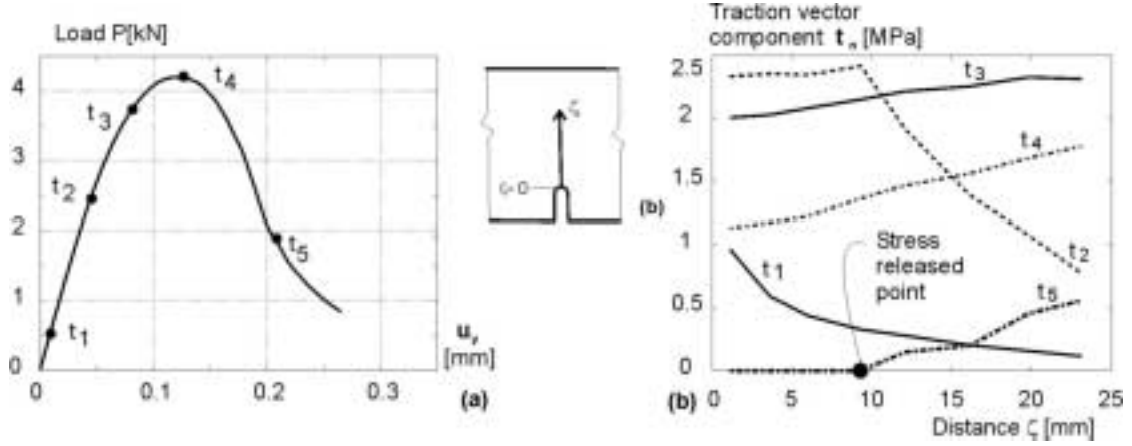 Load P[kN]
4
3
2
1
0
t1
t2
t3
t4
t5
0
0.1
0.2
0.3
uy
[mm]
(a)
ζ
ζ=0
(b)
Traction vector
component tn [MPa]
2.5
2
1.5
1
0.5
0
t3
t4
t2
t1
t5
Stress
released
point
(b)
0
5
10
15
20
25
Distance ζ [mm]